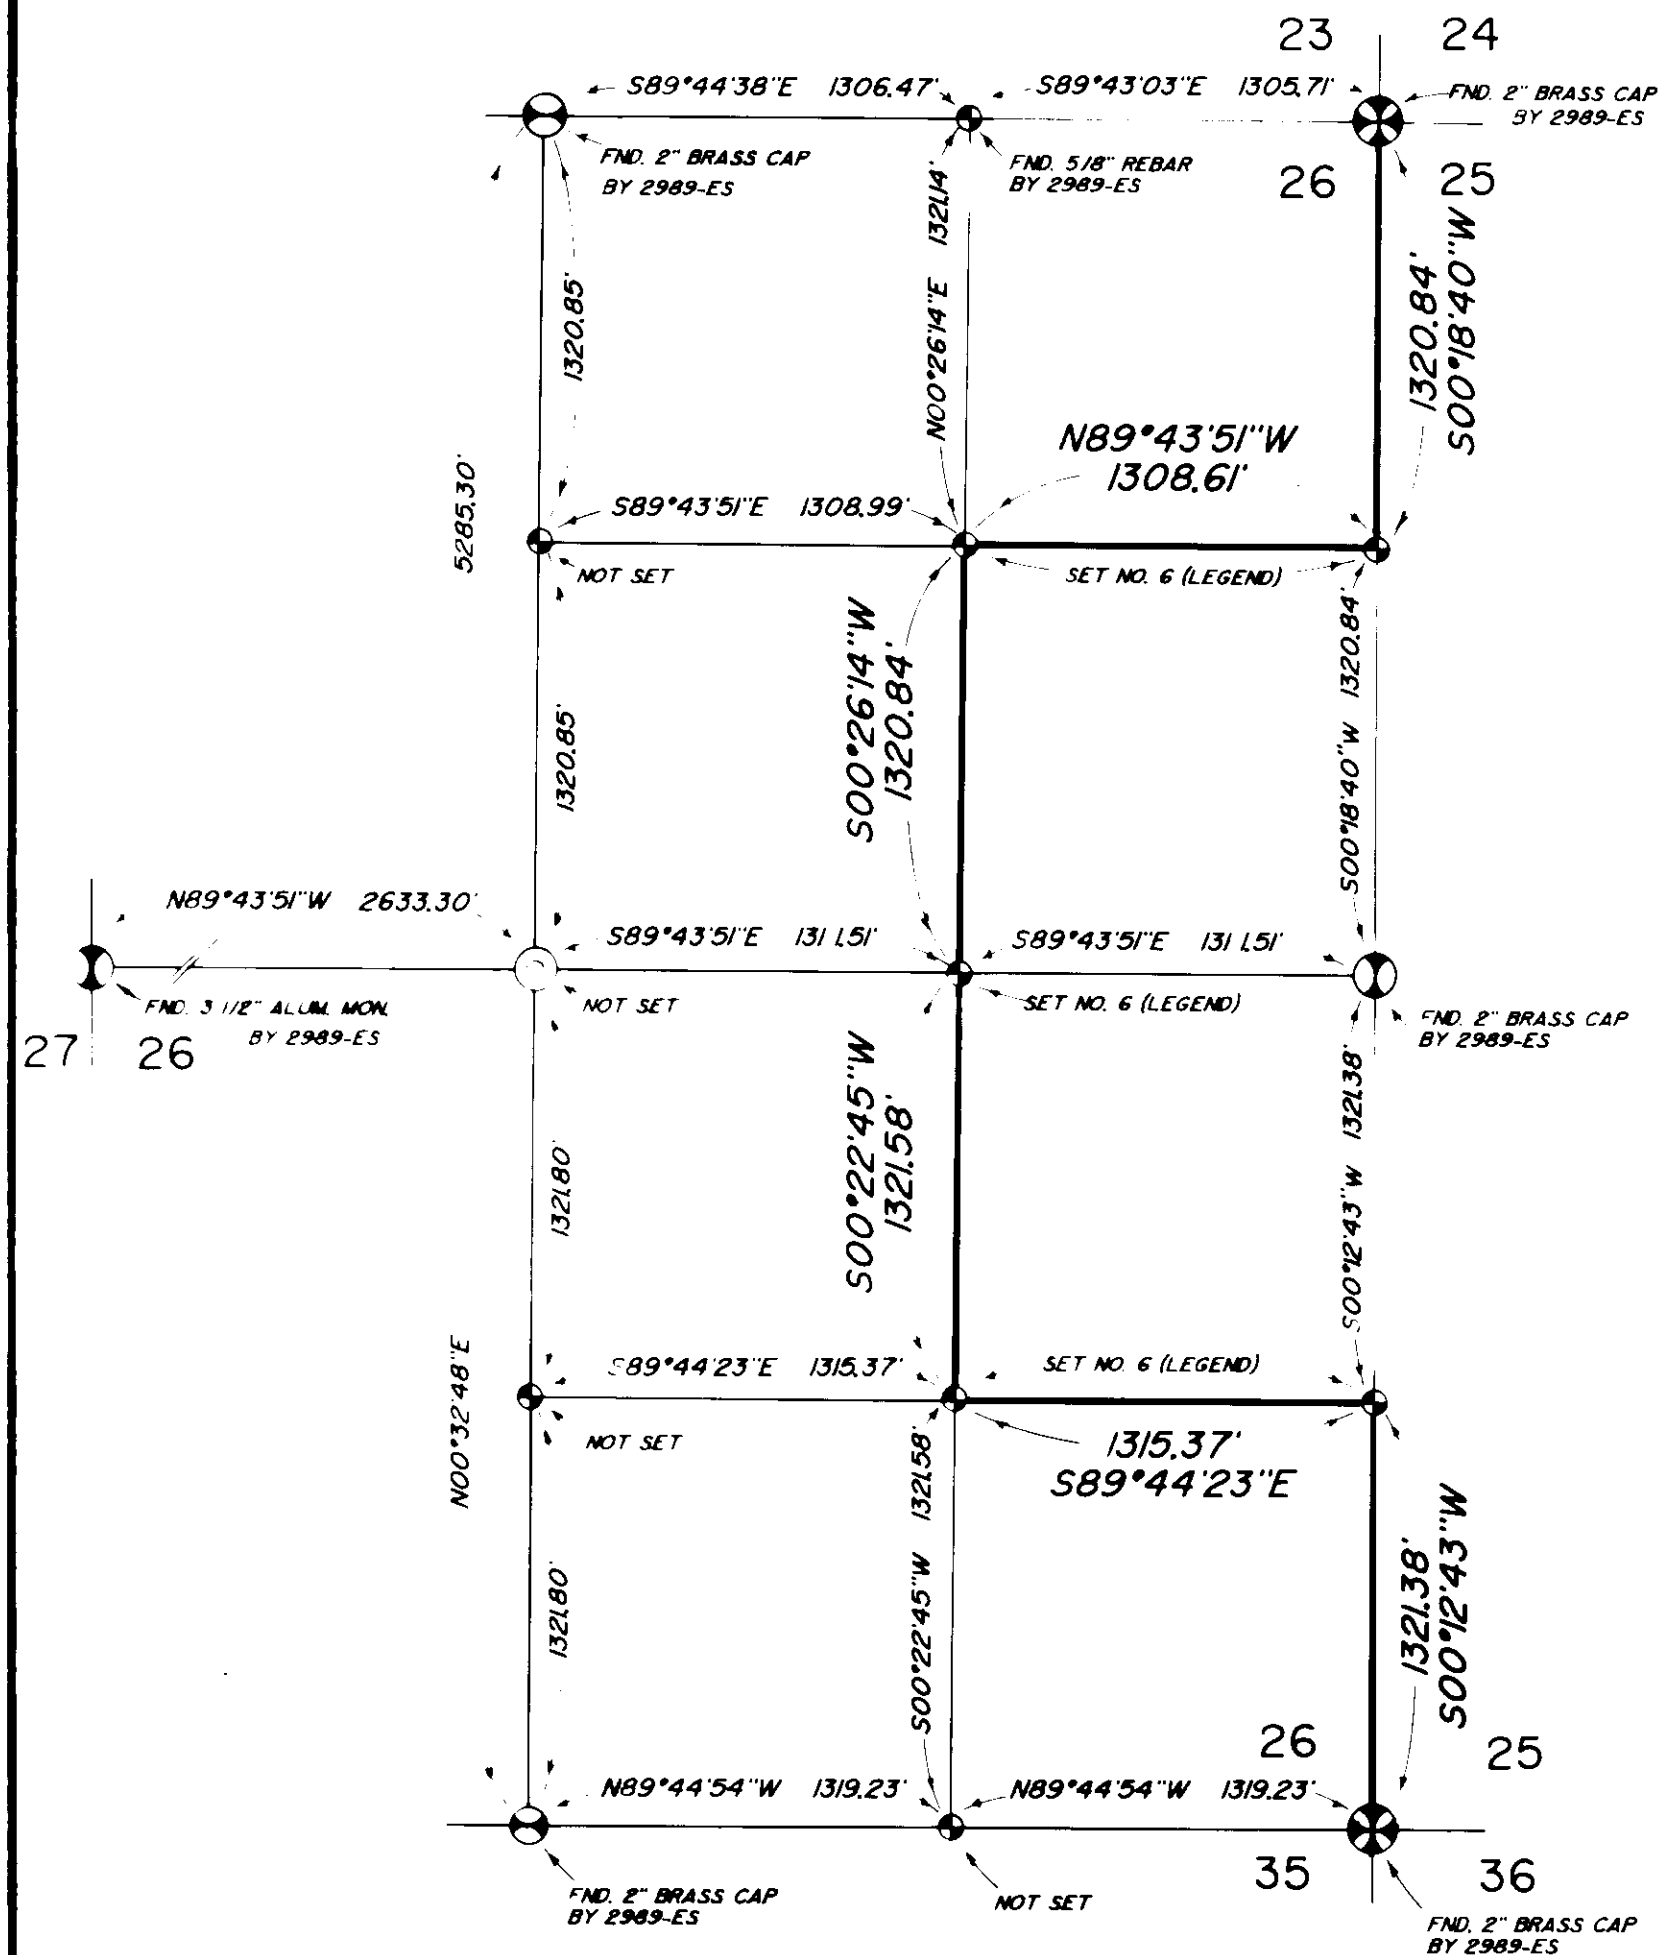 23 24
S89°44'38"E 1306.47'
S89°43'03"E 1305.71'
FND. 2" BRASS CAP
BY 2989-ES
FND. 2" BRASS CAP
BY 2989-ES
FND. 5/8" REBAR
BY 2989-ES
26 25
1320.85'
N00°26'14"E 1321.14'
1320.84'
S00°18'40"W
N89°43'51"W
1308.61'
5285.30'
S89°43'51"E 1308.99'
NOT SET
SET NO. 6 (LEGEND)
1320.85'
S00°26'14"W
1320.84'
S00°18'40"W 1320.84'
N89°43'51"W 2633.30'
S89°43'51"E 1311.51'
S89°43'51"E 1311.51'
FND. 3 1/2" ALUM. MON.
BY 2989-ES
NOT SET
SET NO. 6 (LEGEND)
FND. 2" BRASS CAP
BY 2989-ES
27 26
1321.80'
S00°22'45"W
1321.58'
S00°12'43"W 1321.38'
N00°32'48"E
S89°44'23"E 1315.37'
SET NO. 6 (LEGEND)
NOT SET
1315.37'
S89°44'23"E
1321.80'
S00°22'45"W 1321.58'
1321.38'
S00°12'43"W
26 25
N89°44'54"W 1319.23'
N89°44'54"W 1319.23'
35 36
FND. 2" BRASS CAP
BY 2989-ES
NOT SET
FND. 2" BRASS CAP
BY 2989-ES